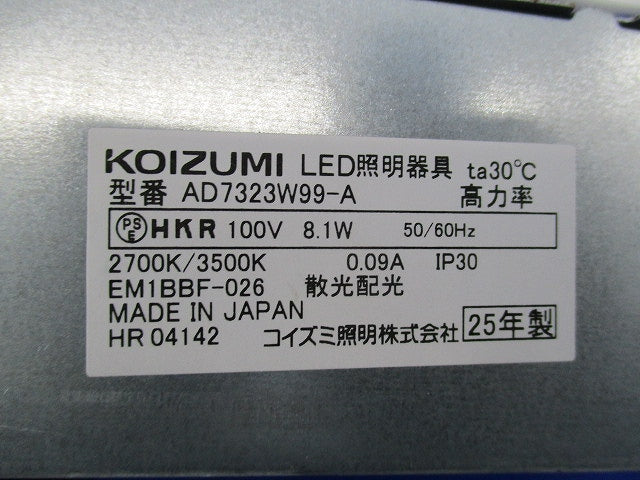 KOIZUMI LED照明器具 ta30℃
型番 AD7323W99-A 高力率
PSE HKR 100V 8.1W 50/60Hz
2700K/3500K 0.09A IP30
EM1BBF-026 散光配光
MADE IN JAPAN
HR 04142 コイズミ照明株式会社 25年製